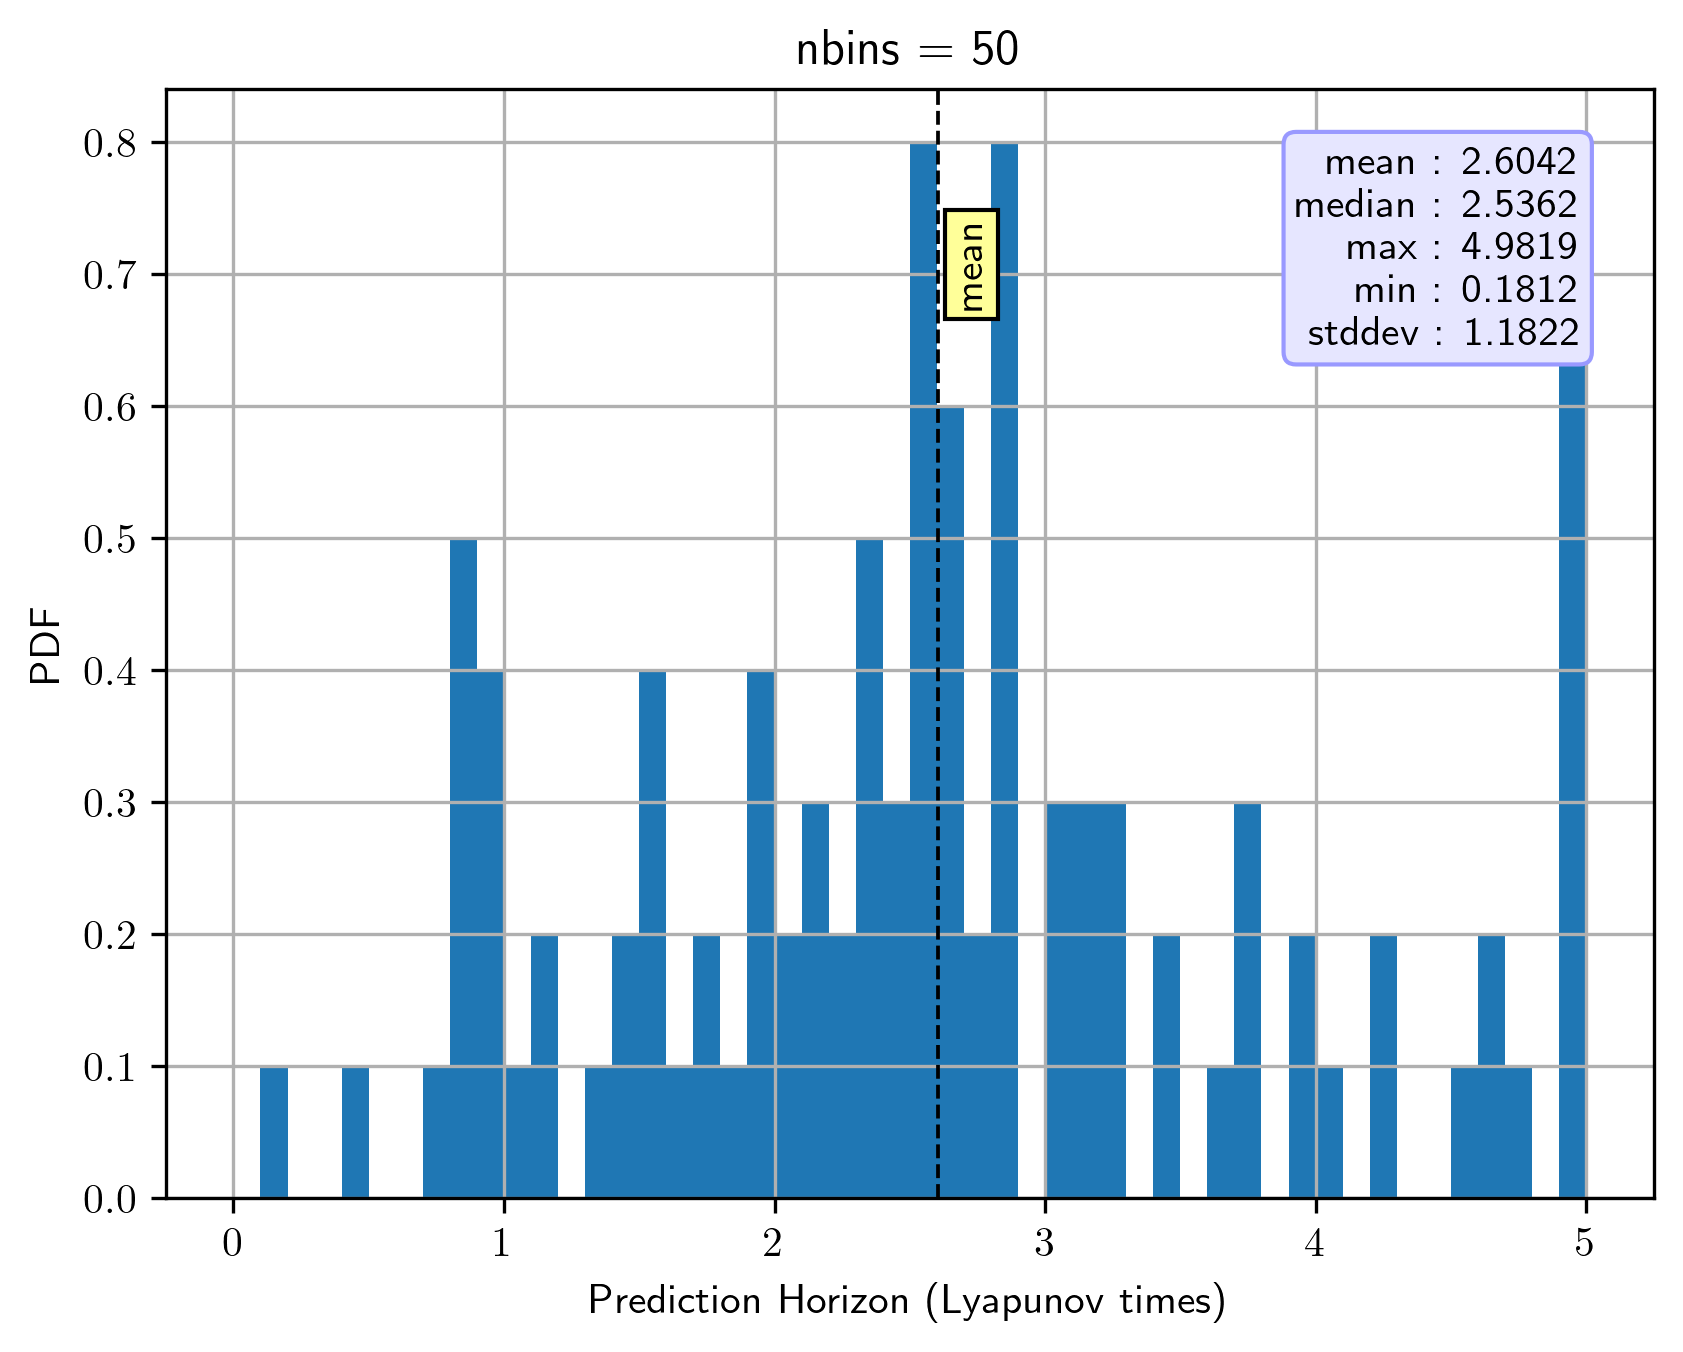 nbins = 50
0.8
0.7
0.6
0.5
0.4
0.3
0.2
0.1
0.0
PDF
mean
mean : 2.6042
median : 2.5362
max : 4.9819
min : 0.1812
stddev : 1.1822
0 1 2 3 4 5
Prediction Horizon (Lyapunov times)